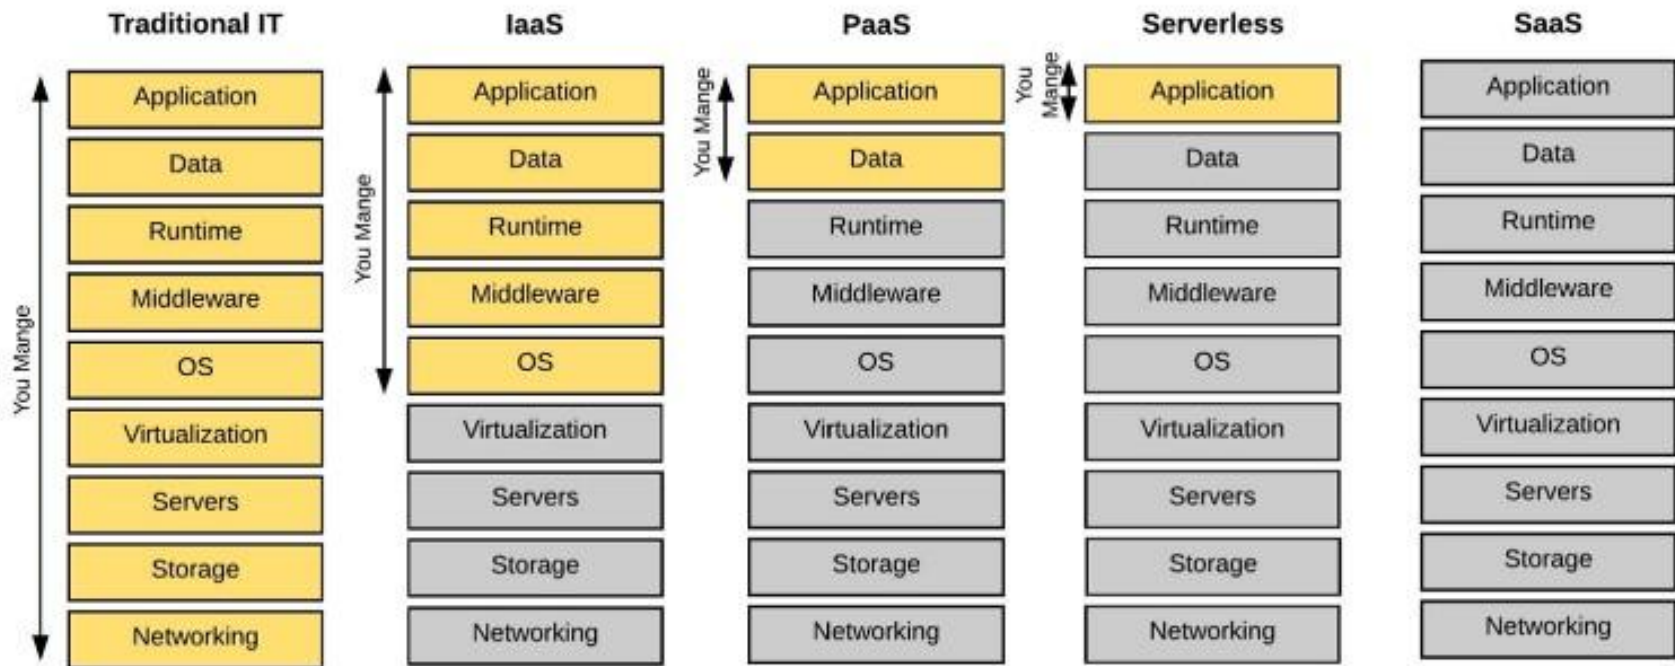 Traditional IT
IaaS
PaaS
Serverless
SaaS
You Mange
Application
Data
Runtime
Middleware
OS
Virtualization
Servers
Storage
Networking
You Mange
Application
Data
Runtime
Middleware
OS
Virtualization
Servers
Storage
Networking
You Mange
Application
Data
Runtime
Middleware
OS
Virtualization
Servers
Storage
Networking
You
Mange
Application
Data
Runtime
Middleware
OS
Virtualization
Servers
Storage
Networking
Application
Data
Runtime
Middleware
OS
Virtualization
Servers
Storage
Networking